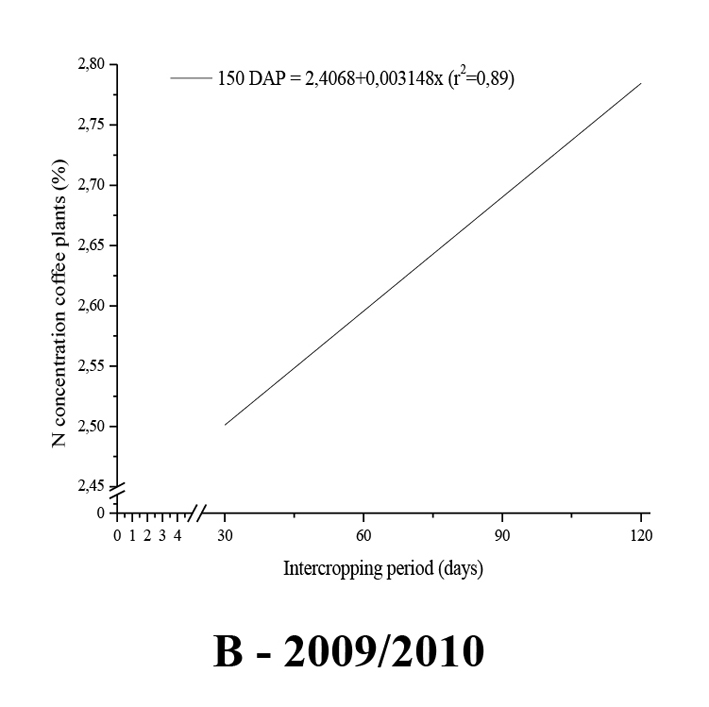 2,80
150 DAP = 2,4068+0,003148x (r²=0,89)
2,75
2,70
2,65
2,60
2,55
2,50
2,45
0
N concentration coffee plants (%)
0 1 2 3 4 30 60 90 120
Intercropping period (days)
B - 2009/2010